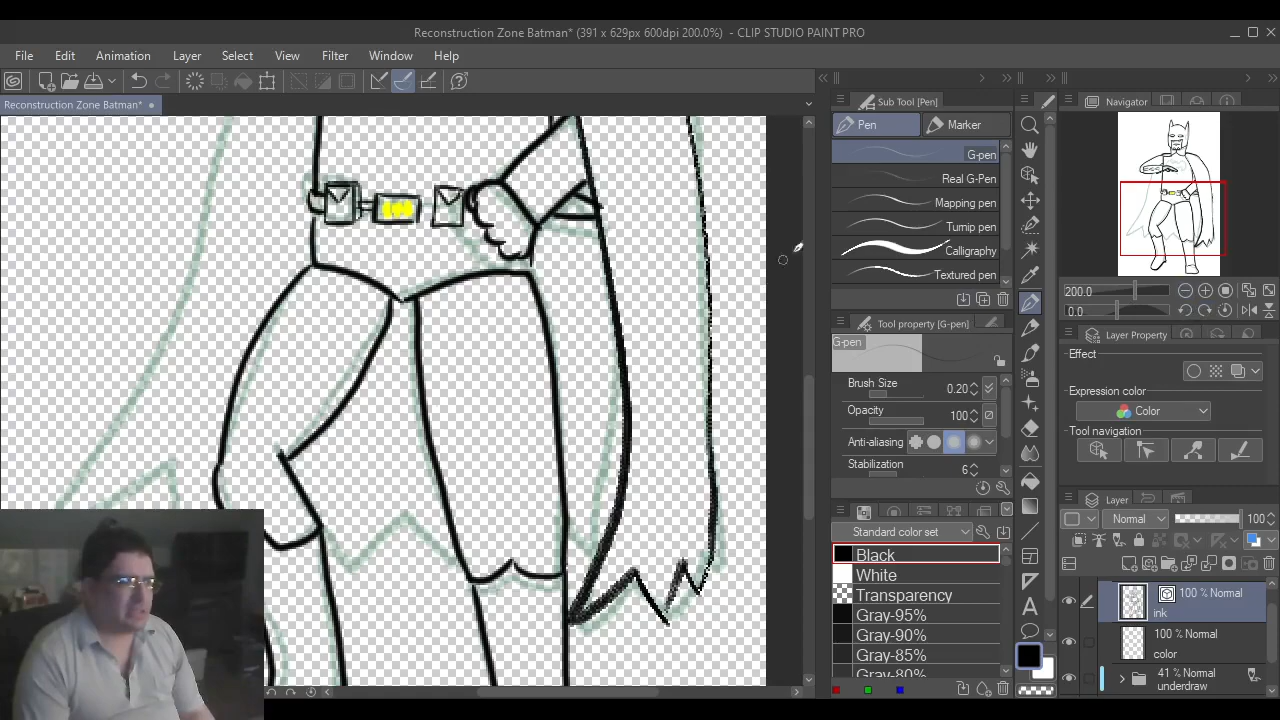 Reconstruction Zone Batman* (391 x 629px 600dpi 200.0%) - CLIP STUDIO PAINT PRO
File Edit Animation Layer Select View Filter Window Help
Reconstruction Zone Batman*
Sub Tool [Pen]
Navigator
Pen Marker
G-pen
Real G-Pen
Mapping pen
Turnip pen
Calligraphy
Textured pen
200.0
0.0
Tool property [G-pen]
Layer Property
G-pen
Effect
Brush Size 0.20
Expression color
Opacity 100
Color
Anti-aliasing
Tool navigation
Stabilization 6
Layer
Normal 100
Standard color set
Black
White
Transparency
Gray-95%
Gray-90%
Gray-85%
Gray-80%
100 % Normal
ink
100 % Normal
color
41 % Normal
underdraw